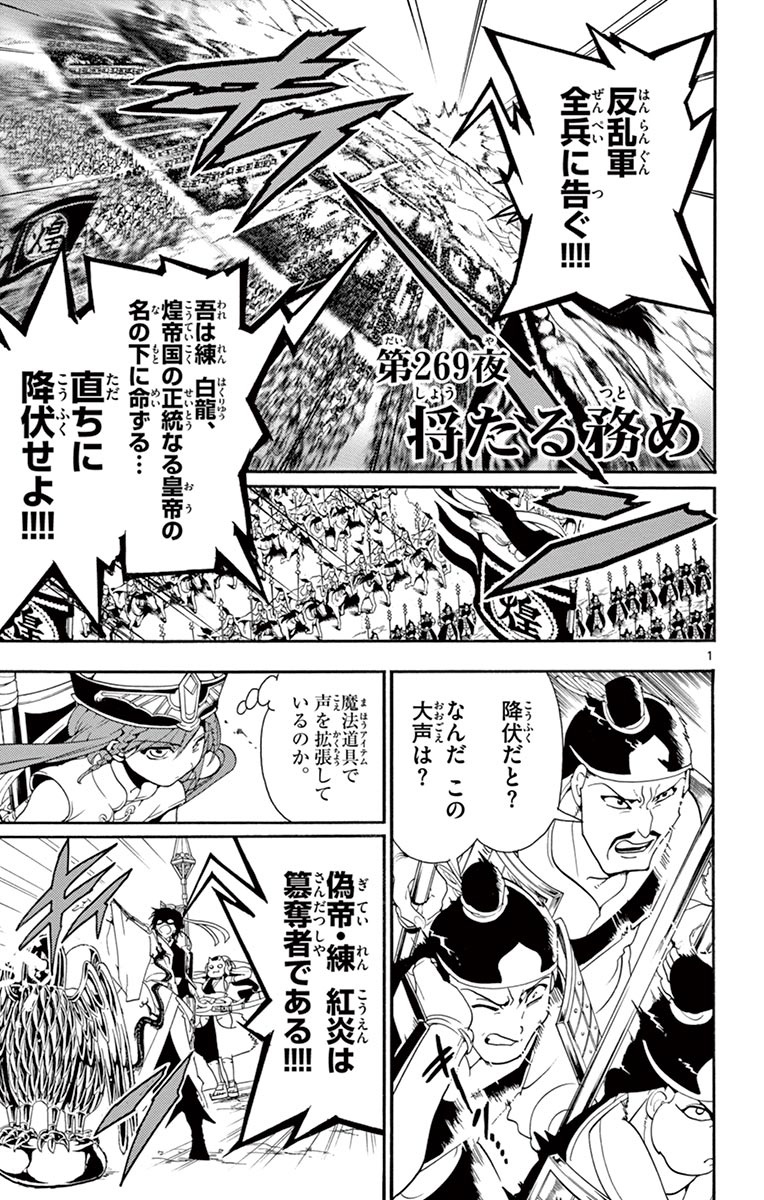 反乱軍
全兵に告ぐ!!!!
キィ
第269夜
将たる務め
吾は練 白龍、
煌帝国の正統なる皇帝の
名の下に命ずる…
直ちに
降伏せよ!!!!
煌
煌
煌
1
降伏だと?
なんだ この
大声は?
魔法道具で
声を拡張して
いるのか。
偽帝・練 紅炎は
簒奪者である!!!!